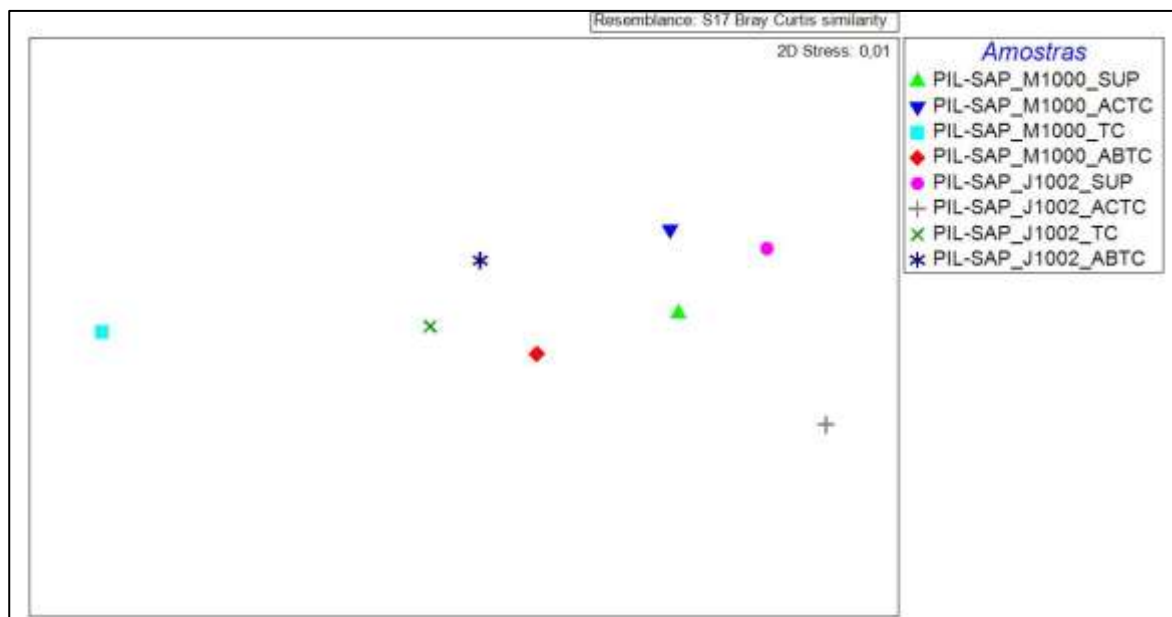 Resemblance: S17 Bray Curtis similarity
2D Stress: 0,01
Amostras
PIL-SAP_M1000_SUP
PIL-SAP_M1000_ACTC
PIL-SAP_M1000_TC
PIL-SAP_M1000_ABTC
PIL-SAP_J1002_SUP
PIL-SAP_J1002_ACTC
PIL-SAP_J1002_TC
PIL-SAP_J1002_ABTC